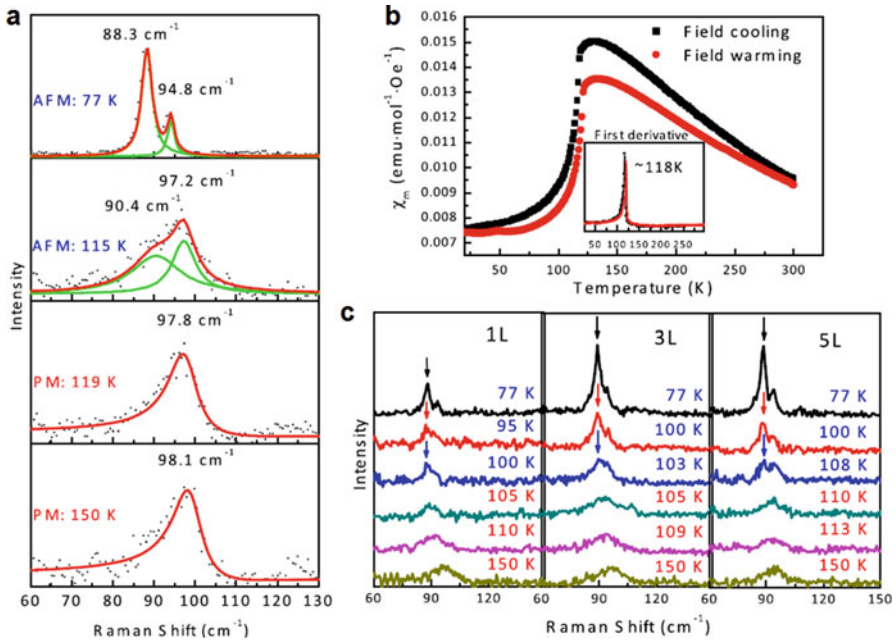 a
88.3 cm⁻¹
94.8 cm⁻¹
AFM: 77 K
97.2 cm⁻¹
90.4 cm⁻¹
AFM: 115 K
97.8 cm⁻¹
PM: 119 K
98.1 cm⁻¹
PM: 150 K
Intensity
60 70 80 90 100 110 120 130
Raman Shift (cm⁻¹)
b
0.016
0.015
0.014
0.013
0.012
0.011
0.010
0.009
0.008
0.007
χm (emu·mol⁻¹·Oe⁻¹)
Field cooling
Field warming
First derivative
~118K
50 100 150 200 250
50 100 150 200 250 300
Temperature (K)
c
1L 3L 5L
77 K 77 K 77 K
95 K 100 K 100 K
100 K 103 K 108 K
105 K 105 K 110 K
110 K 109 K 113 K
150 K 150 K 150 K
Intensity
60 90 120 60 90 120 60 90 120 150
Raman Shift (cm⁻¹)